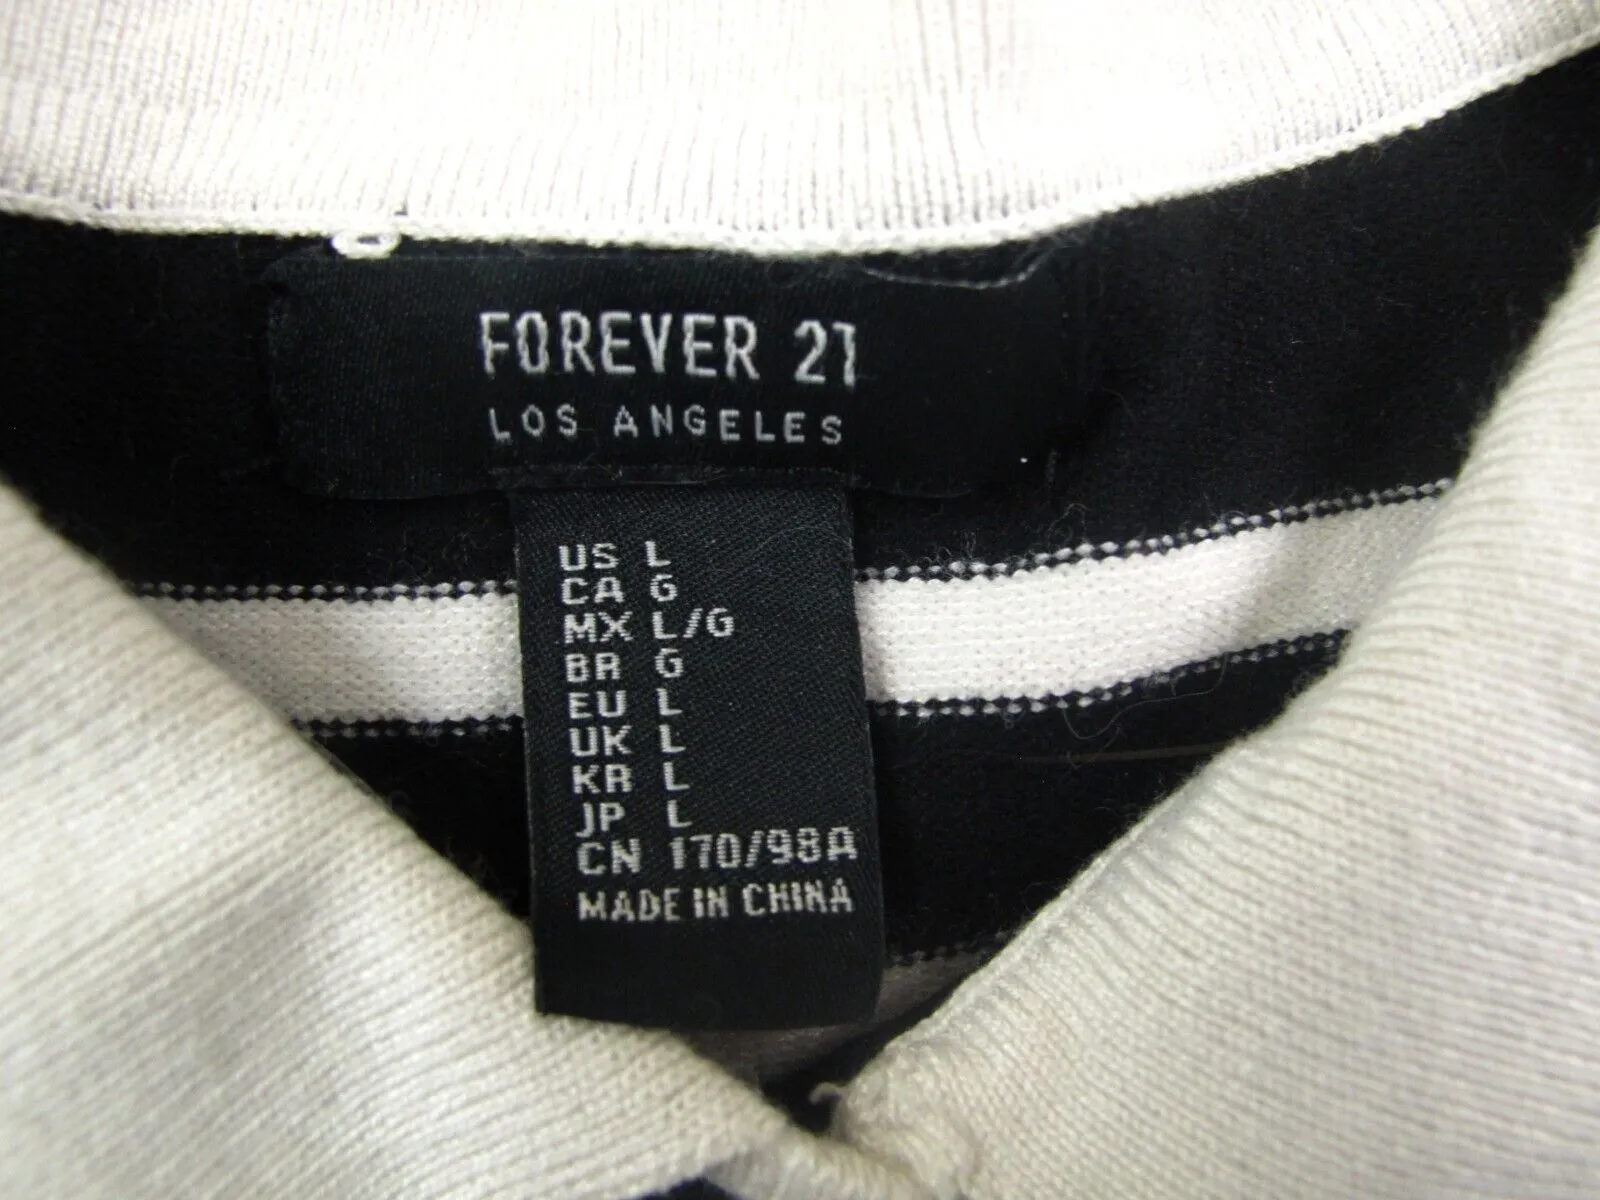 FOREVER 21
LOS ANGELES
US L
CA G
MX L/G
BR G
EU L
UK L
KR L
JP L
CN 170/98A
MADE IN CHINA